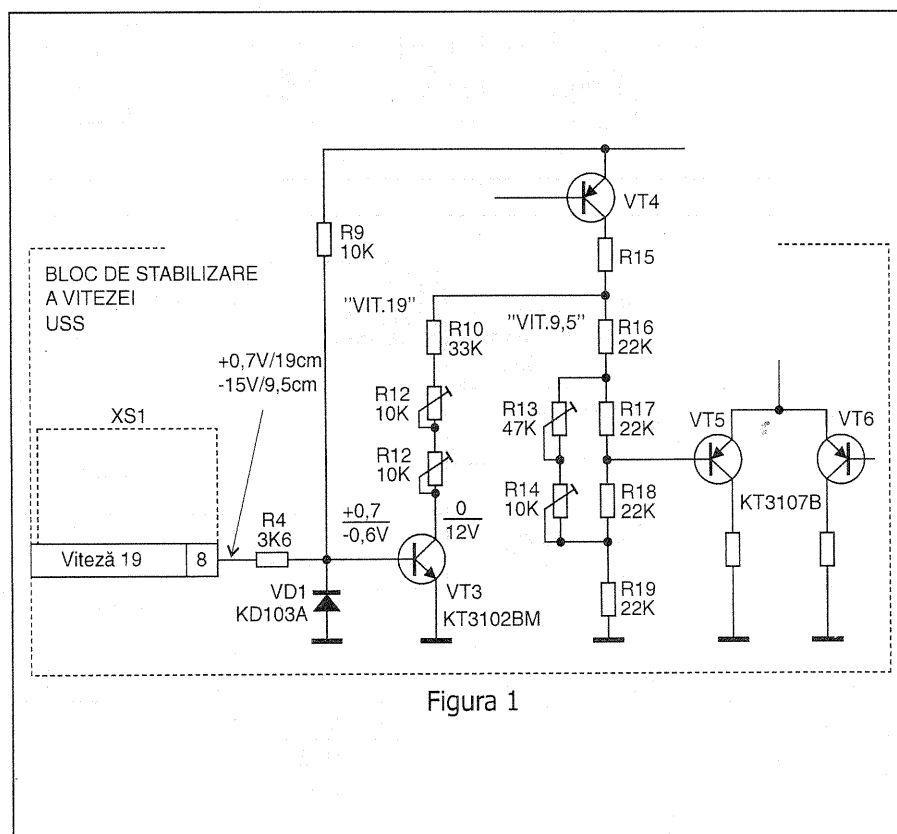 VT4
R9
10K
R15
BLOC DE STABILIZARE
A VITEZEI
USS
"VIT.19"
"VIT.9,5"
R10
33K
R16
22K
+0,7V/19cm
-15V/9,5cm
XS1
R12
10K
R13
47K
R17
22K
VT5
VT6
R12
10K
R14
10K
R18
22K
KT3107B
R4
3K6
+0,7
-0,6V
0
12V
Viteză 19
8
VD1
KD103A
VT3
KT3102BM
R19
22K
Figura 1